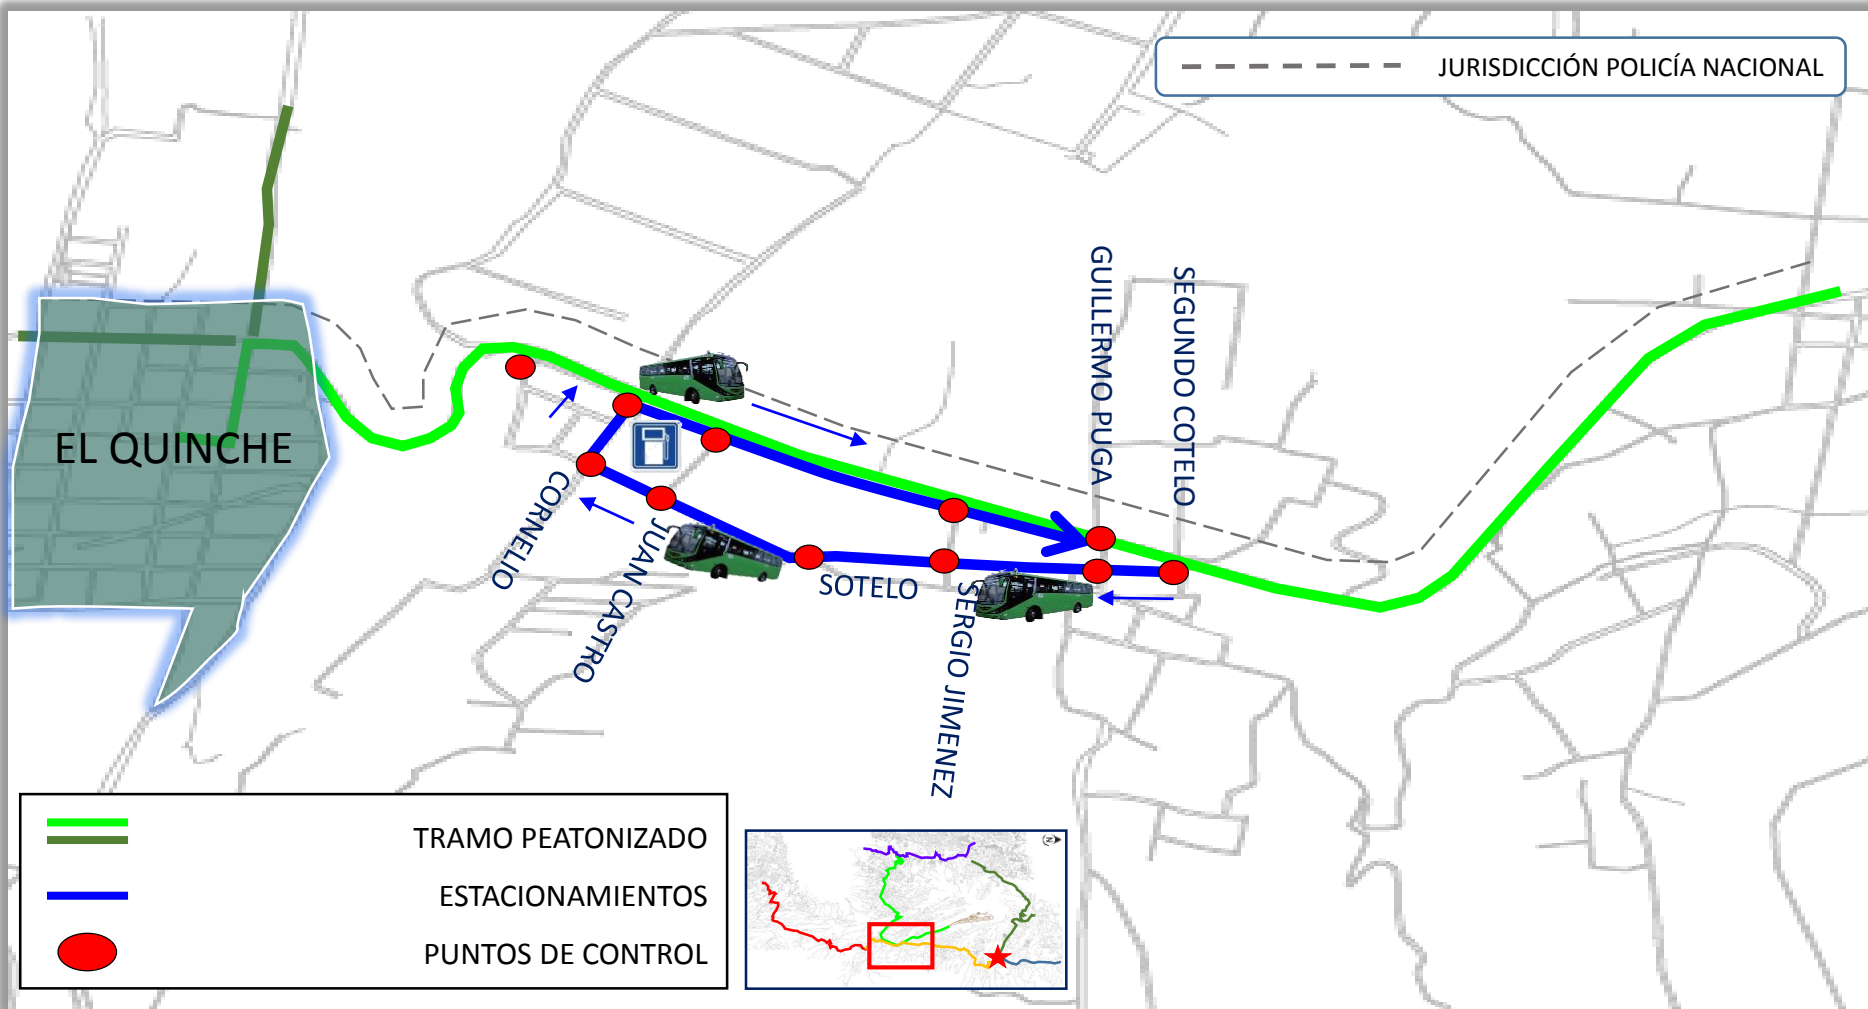 JURISDICCIÓN POLICÍA NACIONAL
GUILLERMO PUGA
SEGUNDO COTELO
EL QUINCHE
CORNELIO
JUAN CASTRO
SOTELO
SERGIO JIMENEZ
TRAMO PEATONIZADO
ESTACIONAMIENTOS
PUNTOS DE CONTROL